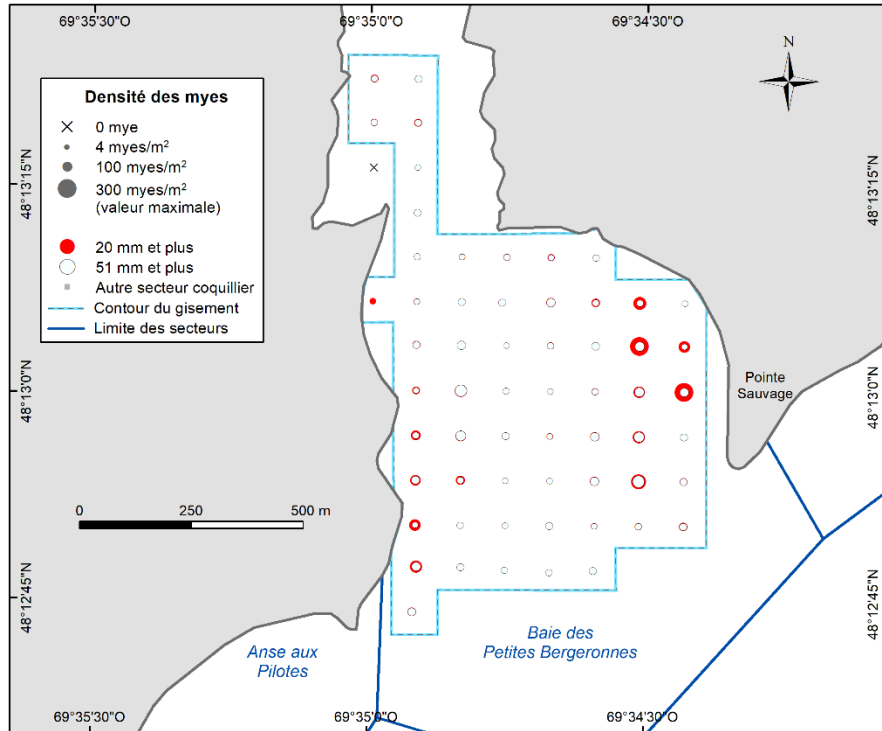 69°35'30"O 69°35'0"O 69°34'30"O
N
Densité des myes
0 mye
4 myes/m²
100 myes/m²
300 myes/m²
(valeur maximale)
20 mm et plus
51 mm et plus
Autre secteur coquillier
Contour du gisement
Limite des secteurs
48°13'15"N 48°13'15"N
48°13'0"N 48°13'0"N
Pointe
Sauvage
0 250 500 m
48°12'45"N 48°12'45"N
Anse aux
Pilotes
Baie des
Petites Bergeronnes
69°35'30"O 69°35'0"O 69°34'30"O